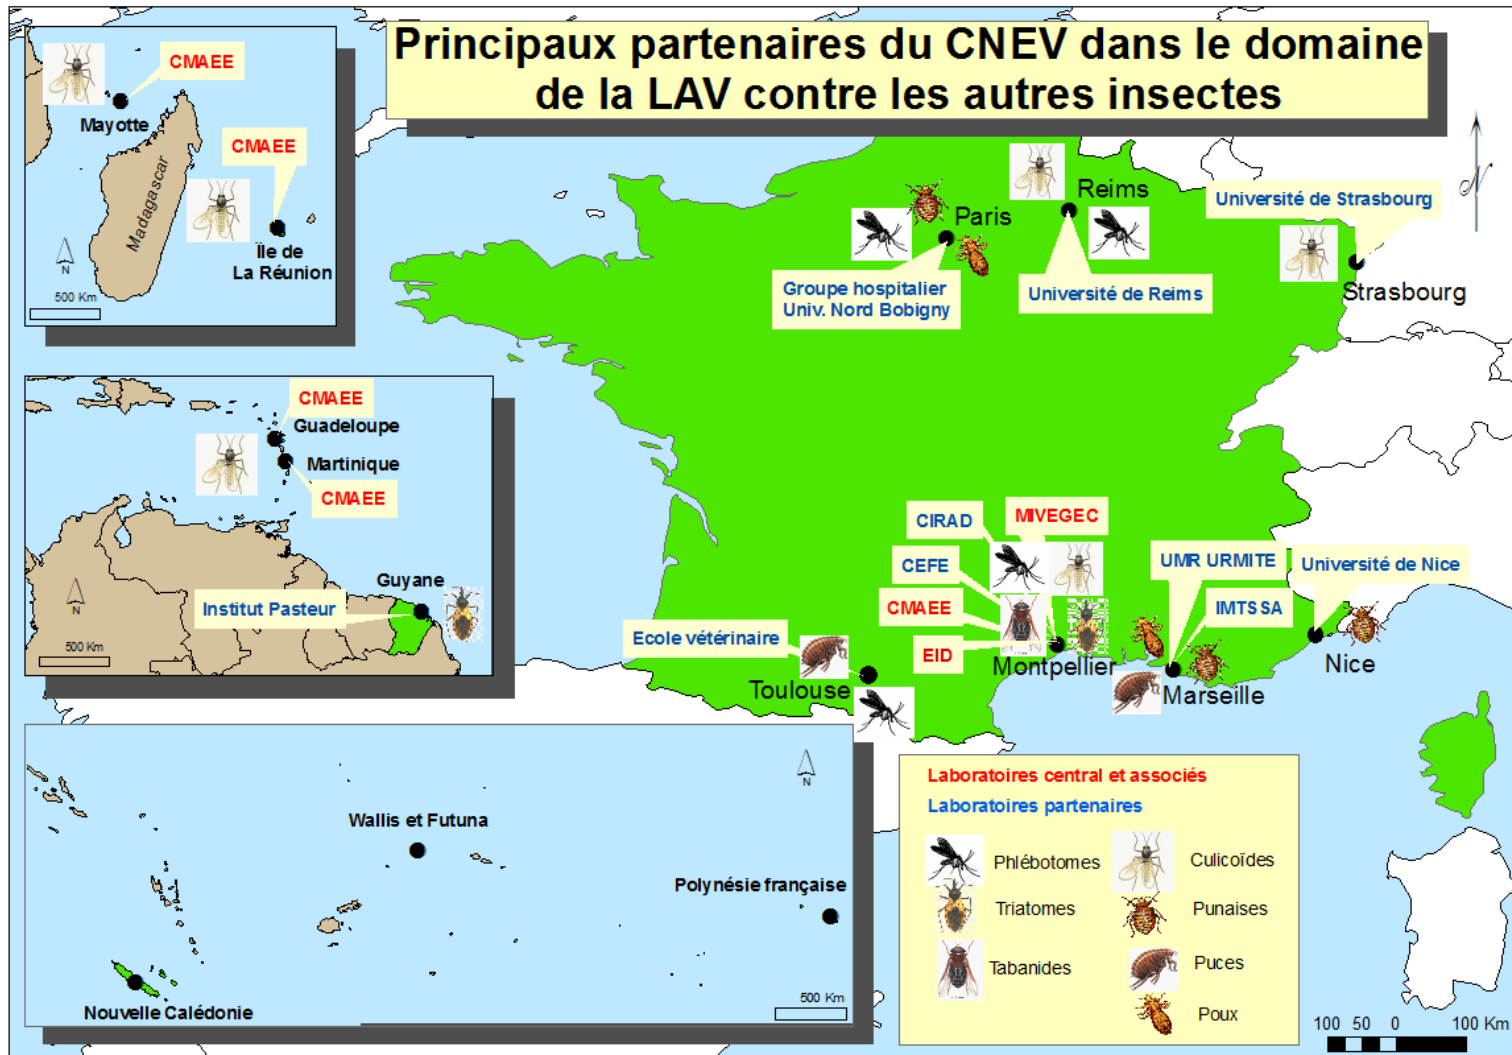 Principaux partenaires du CNEV dans le domaine
de la LAV contre les autres insectes
CMAEE
Mayotte
CMAEE
Madagascar
Île de
La Réunion
N
500 Km
CMAEE
Guadeloupe
Martinique
CMAEE
Guyane
Institut Pasteur
N
500 Km
Wallis et Futuna
Polynésie française
Nouvelle Calédonie
N
500 Km
N
Paris
Groupe hospitalier
Univ. Nord Bobigny
Reims
Université de Reims
Université de Strasbourg
Strasbourg
CIRAD
MIVEGEC
CEFE
CMAEE
EID
Montpellier
Ecole vétérinaire
Toulouse
UMR URMITE
IMTSSA
Marseille
Université de Nice
Nice
Laboratoires central et associés
Laboratoires partenaires
Phlébotomes
Culicoïdes
Triatomes
Punaises
Tabanides
Puces
Poux
100 50 0 100 Km